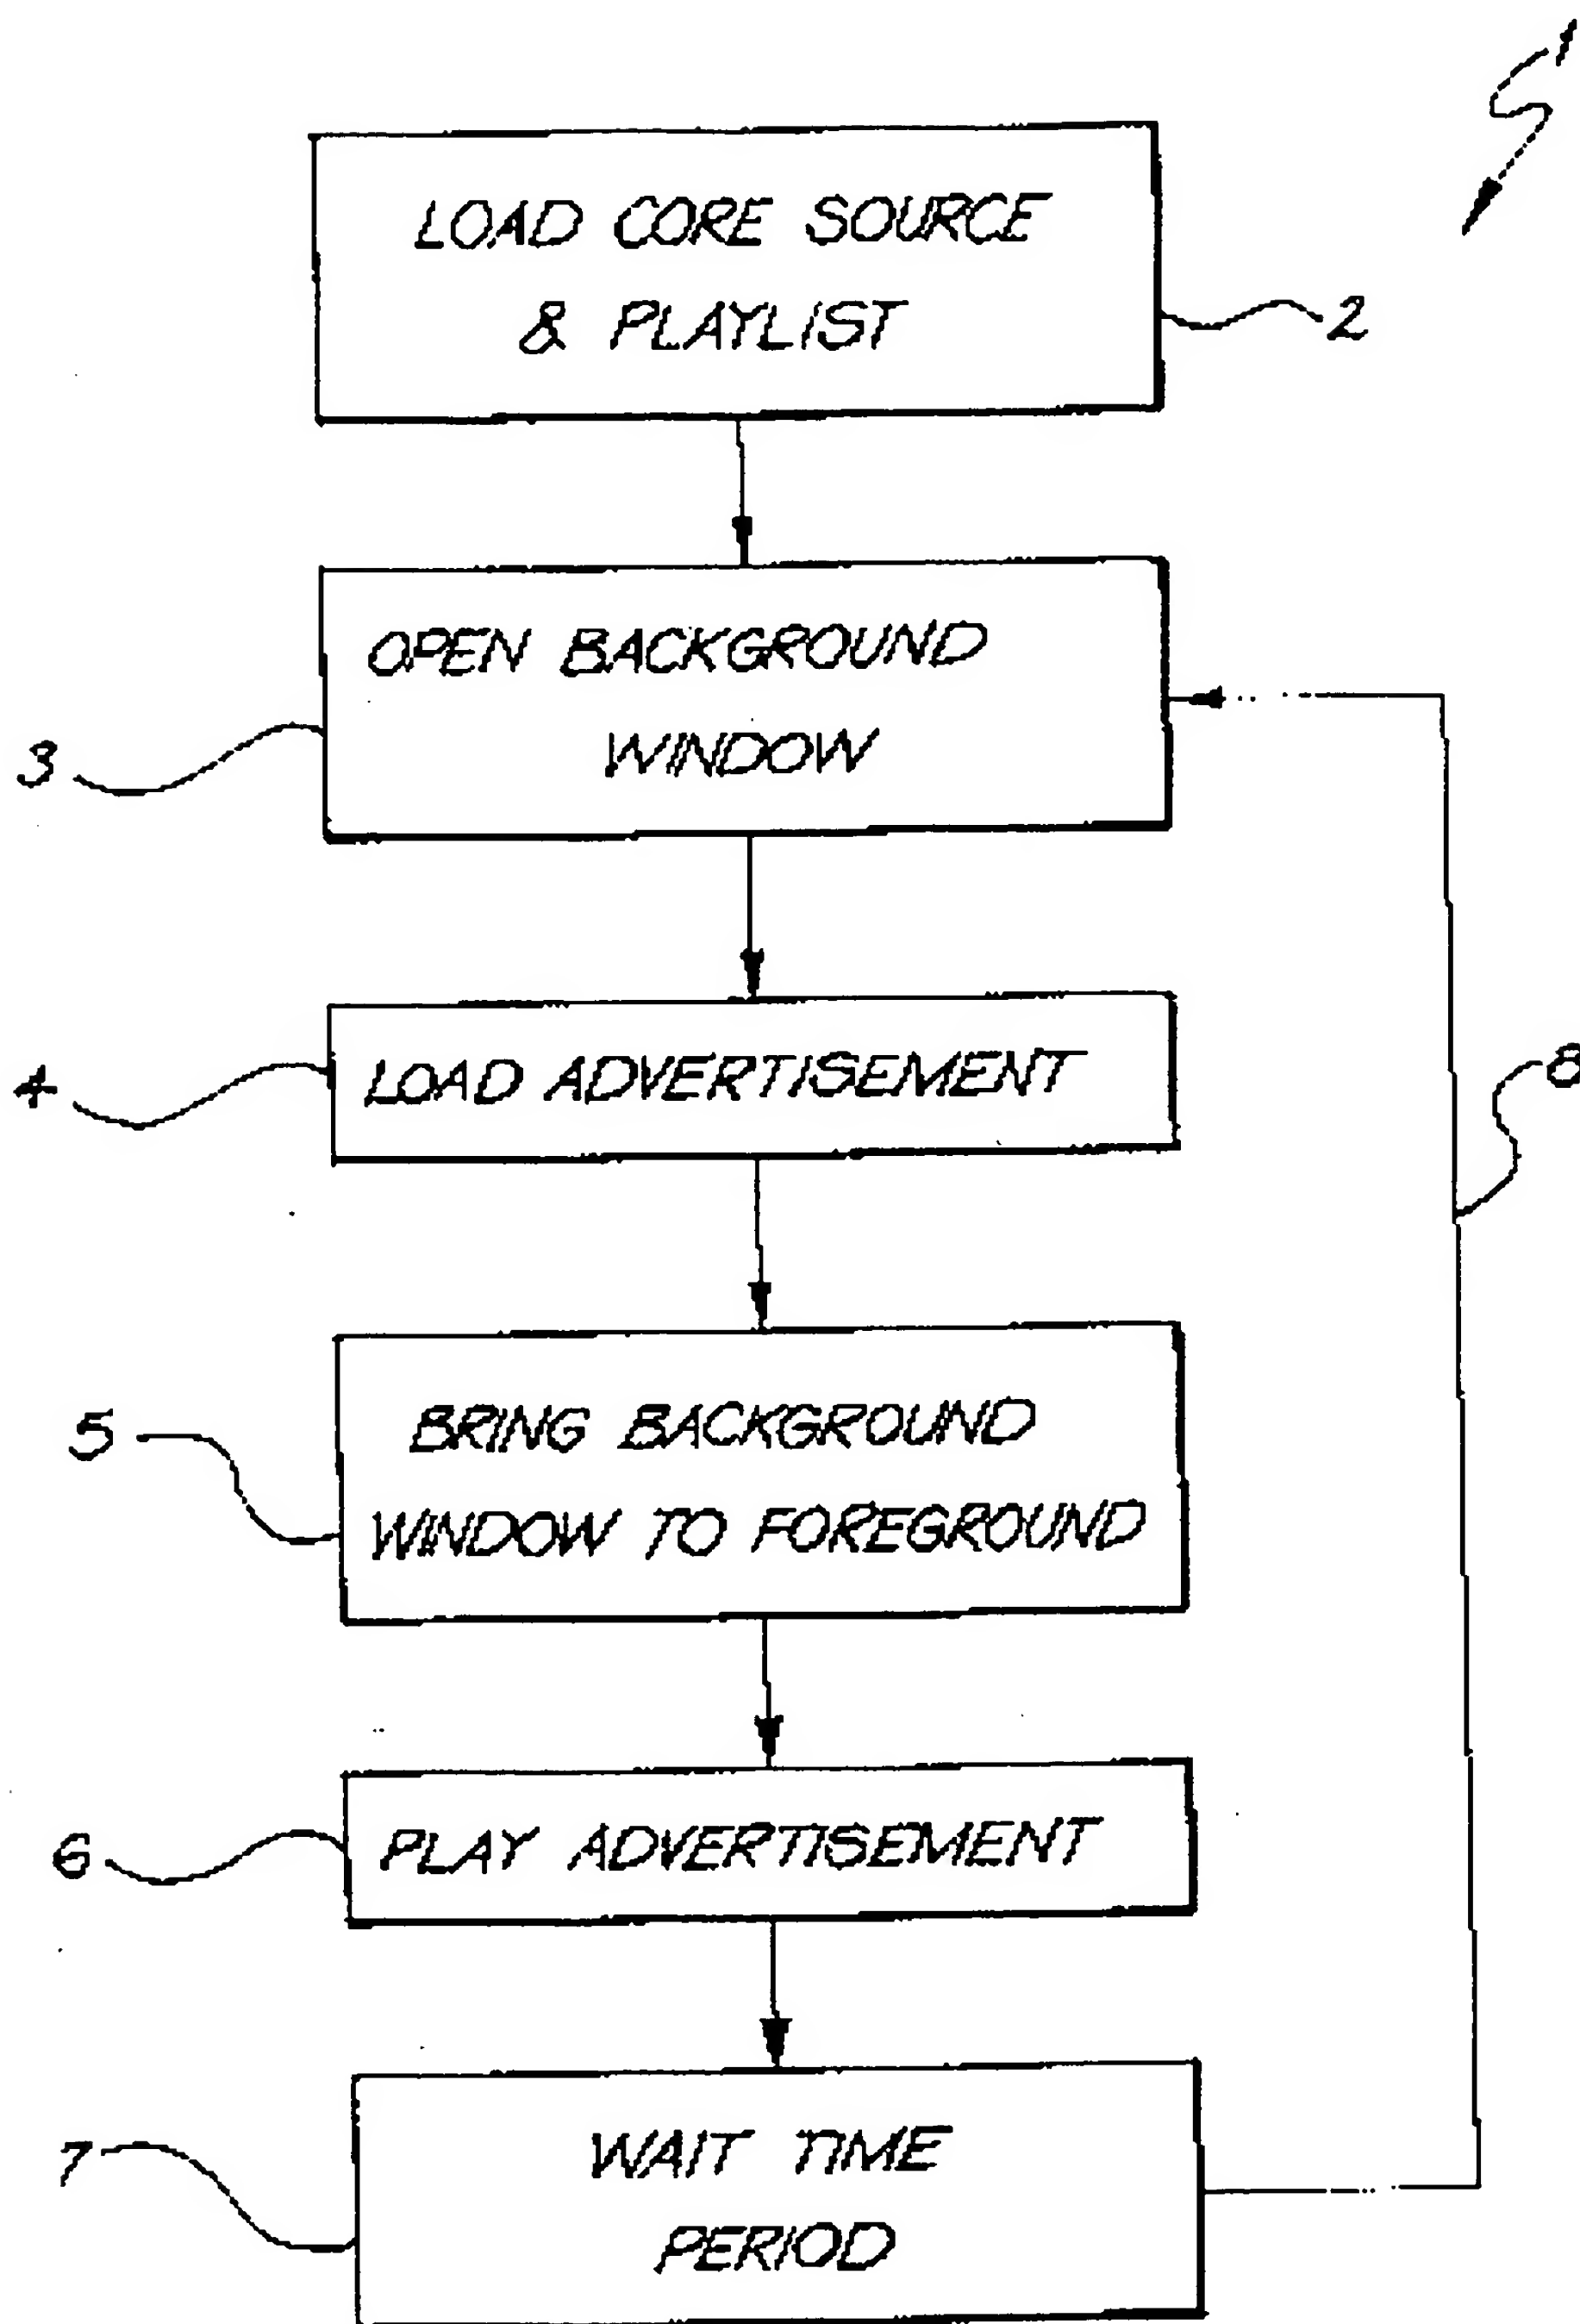 1
LOAD CORE SOURCE
& PLAYLIST
2
OPEN BACKGROUND
WINDOW
3
4
LOAD ADVERTISEMENT
8
5
BRING BACKGROUND
WINDOW TO FOREGROUND
6
PLAY ADVERTISEMENT
7
WAIT TIME
PERIOD